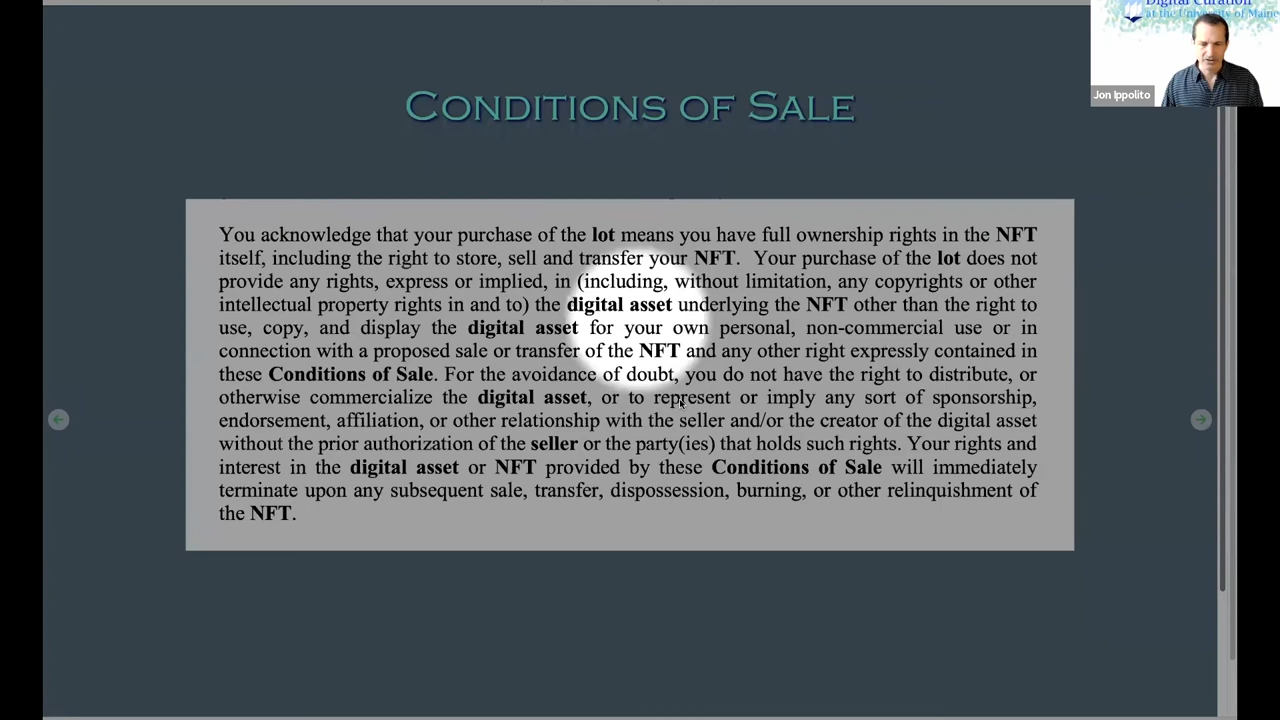 Digital Curation
at the University of Maine
Jon Ippolito
CONDITIONS OF SALE
You acknowledge that your purchase of the lot means you have full ownership rights in the NFT
itself, including the right to store, sell and transfer your NFT. Your purchase of the lot does not
provide any rights, express or implied, in (including, without limitation, any copyrights or other
intellectual property rights in and to) the digital asset underlying the NFT other than the right to
use, copy, and display the digital asset for your own personal, non-commercial use or in
connection with a proposed sale or transfer of the NFT and any other right expressly contained in
these Conditions of Sale. For the avoidance of doubt, you do not have the right to distribute, or
otherwise commercialize the digital asset, or to represent or imply any sort of sponsorship,
endorsement, affiliation, or other relationship with the seller and/or the creator of the digital asset
without the prior authorization of the seller or the party(ies) that holds such rights. Your rights and
interest in the digital asset or NFT provided by these Conditions of Sale will immediately
terminate upon any subsequent sale, transfer, dispossession, burning, or other relinquishment of
the NFT.